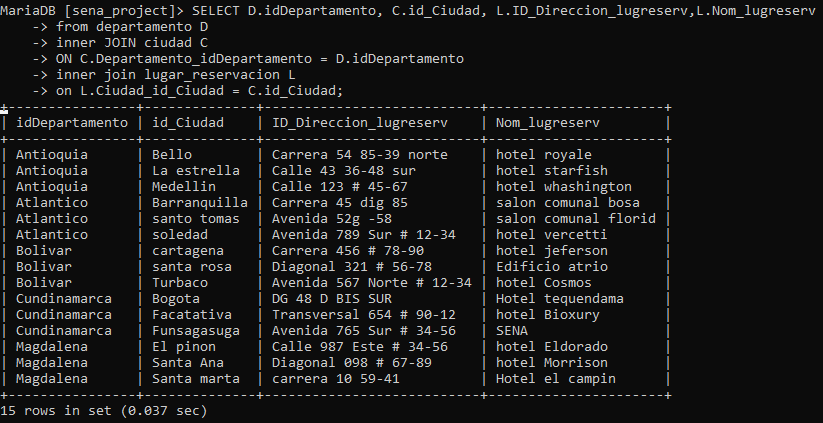 MariaDB [sena_project]> SELECT D.idDepartamento, C.id_Ciudad, L.ID_Direccion_lugreserv,L.Nom_lugreserv
    -> from departamento D
    -> inner JOIN ciudad C
    -> ON C.Departamento_idDepartamento = D.idDepartamento
    -> inner join lugar_reservacion L
    -> on L.Ciudad_id_Ciudad = C.id_Ciudad;
+----------------+--------------+---------------------------+----------------------+
| idDepartamento | id_Ciudad    | ID_Direccion_lugreserv    | Nom_lugreserv        |
+----------------+--------------+---------------------------+----------------------+
| Antioquia      | Bello        | Carrera 54 85-39 norte    | hotel royale         |
| Antioquia      | La estrella  | Calle 43 36-48 sur        | hotel starfish       |
| Antioquia      | Medellin     | Calle 123 # 45-67         | hotel whashington    |
| Atlantico      | Barranquilla | Carrera 45 dig 85         | salon comunal bosa   |
| Atlantico      | santo tomas  | Avenida 52g -58           | salon comunal florid |
| Atlantico      | soledad      | Avenida 789 Sur # 12-34   | hotel vercetti       |
| Bolivar        | cartagena    | Carrera 456 # 78-90       | hotel jeferson       |
| Bolivar        | santa rosa   | Diagonal 321 # 56-78      | Edificio atrio       |
| Bolivar        | Turbaco      | Avenida 567 Norte # 12-34 | hotel Cosmos         |
| Cundinamarca   | Bogota       | DG 48 D BIS SUR           | Hotel tequendama     |
| Cundinamarca   | Facatativa   | Transversal 654 # 90-12   | hotel Bioxury        |
| Cundinamarca   | Funsagasuga  | Avenida 765 Sur # 34-56   | SENA                 |
| Magdalena      | El pinon     | Calle 987 Este # 34-56    | hotel Eldorado       |
| Magdalena      | Santa Ana    | Diagonal 098 # 67-89      | hotel Morrison       |
| Magdalena      | Santa marta  | carrera 10 59-41          | Hotel el campin      |
+----------------+--------------+---------------------------+----------------------+
15 rows in set (0.037 sec)